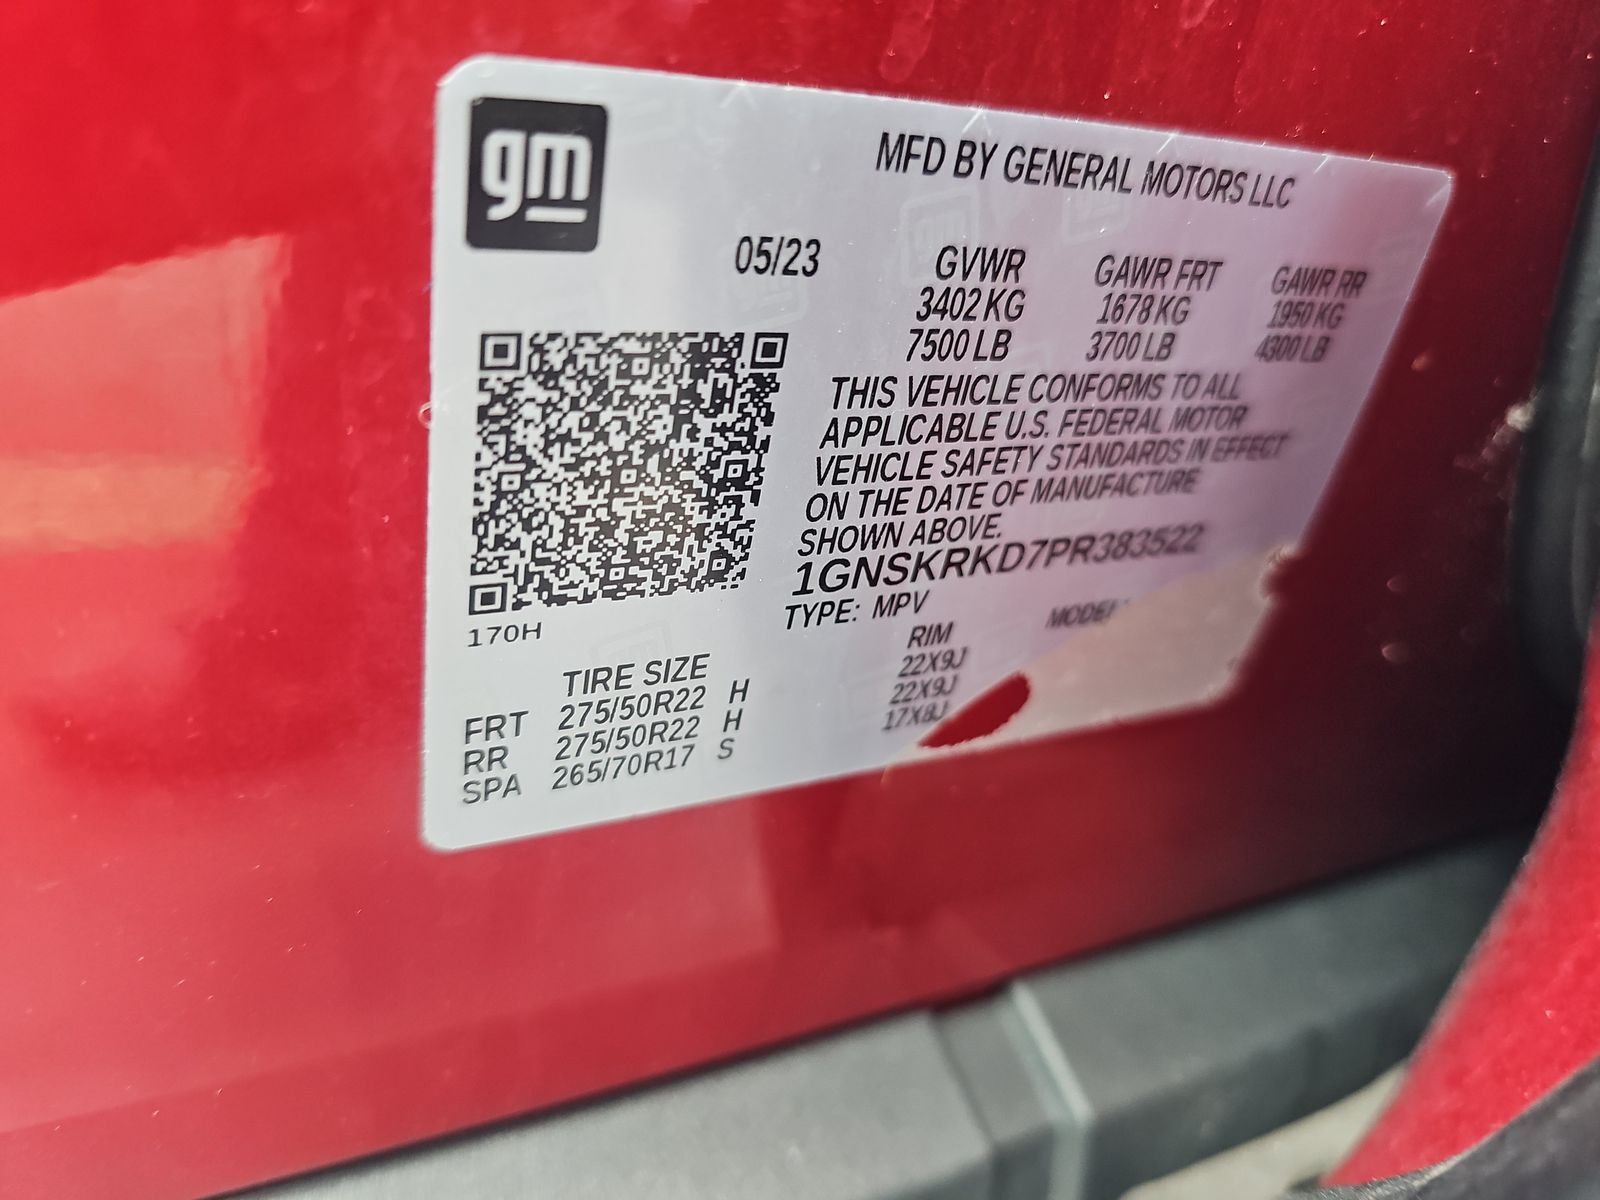 gm
MFD BY GENERAL MOTORS LLC
05/23 GVWR GAWR FRT GAWR RR
3402 KG 1678 KG 1950 KG
7500 LB 3700 LB 4300 LB
THIS VEHICLE CONFORMS TO ALL
APPLICABLE U.S. FEDERAL MOTOR
VEHICLE SAFETY STANDARDS IN EFFECT
ON THE DATE OF MANUFACTURE
SHOWN ABOVE.
1GNSKRKD7PR383522
TYPE: MPV MODEL
170H
TIRE SIZE RIM
FRT 275/50R22 H 22X9J
RR 275/50R22 H 22X9J
SPA 265/70R17 S 17X8J